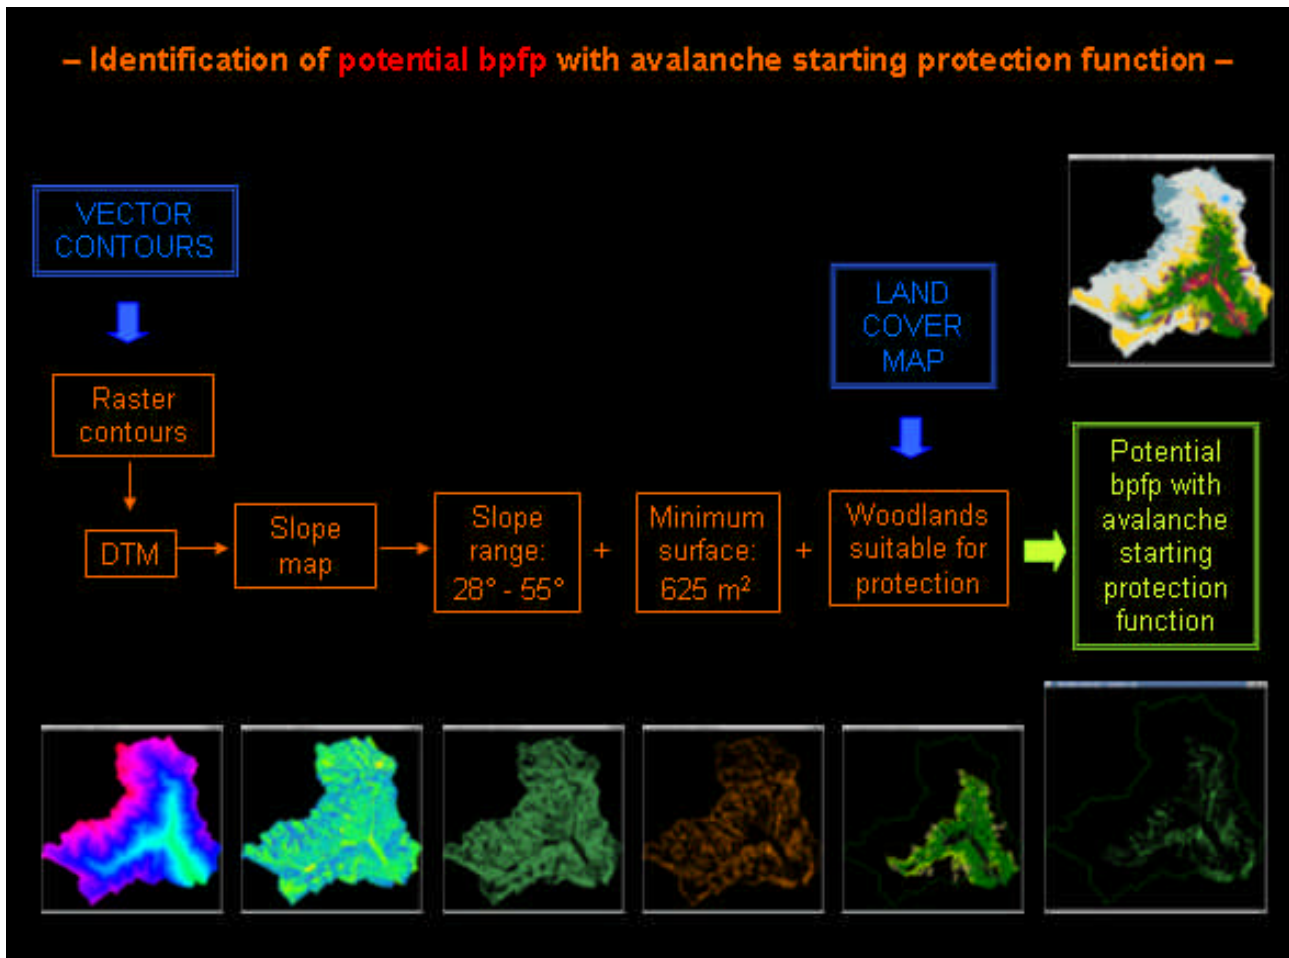 – Identification of potential bpfp with avalanche starting protection function –
VECTOR
CONTOURS
LAND
COVER
MAP
Raster
contours
DTM
Slope
map
Slope
range:
28° - 55°
+
Minimum
surface:
625 m²
+
Woodlands
suitable for
protection
Potential
bpfp with
avalanche
starting
protection
function